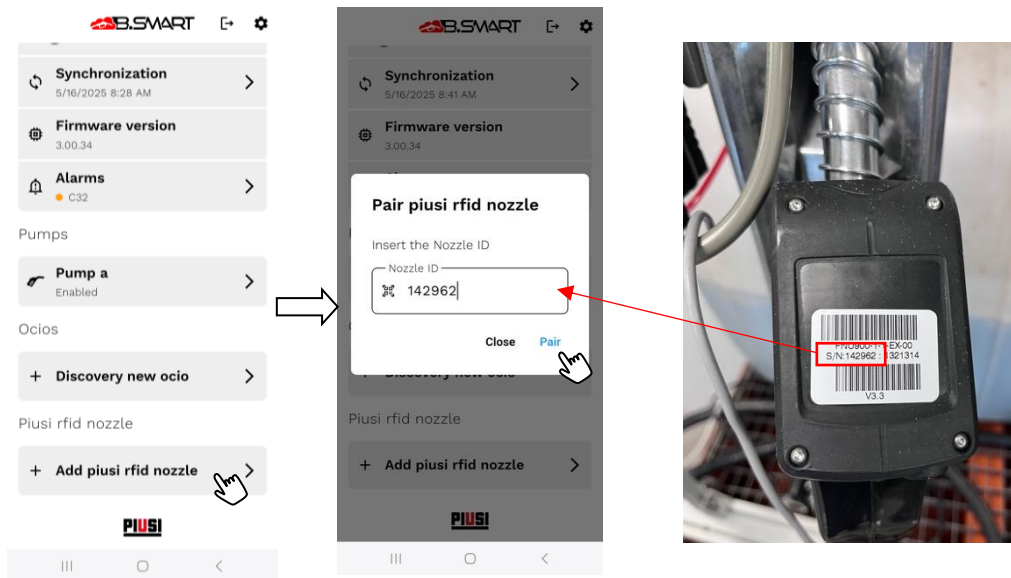 B.SMART
Synchronization
5/16/2025 8:28 AM
Firmware version
3.00.34
Alarms
C32
Pumps
Pump a
Enabled
Ocios
+ Discovery new ocio
Piusi rfid nozzle
+ Add piusi rfid nozzle
PIUSI
B.SMART
Synchronization
5/16/2025 8:41 AM
Firmware version
3.00.34
Pair piusi rfid nozzle
Insert the Nozzle ID
Nozzle ID
142962
Close Pair
Piusi rfid nozzle
+ Add piusi rfid nozzle
PIUSI
S/N:142962 :
V3.3